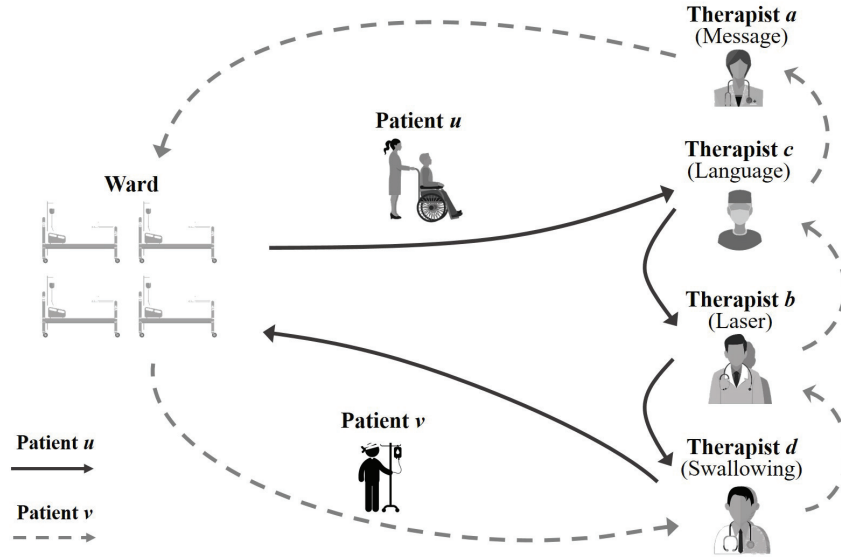 Therapist a
(Message)
Patient u
Therapist c
(Language)
Ward
Therapist b
(Laser)
Patient v
Therapist d
(Swallowing)
Patient u
Patient v